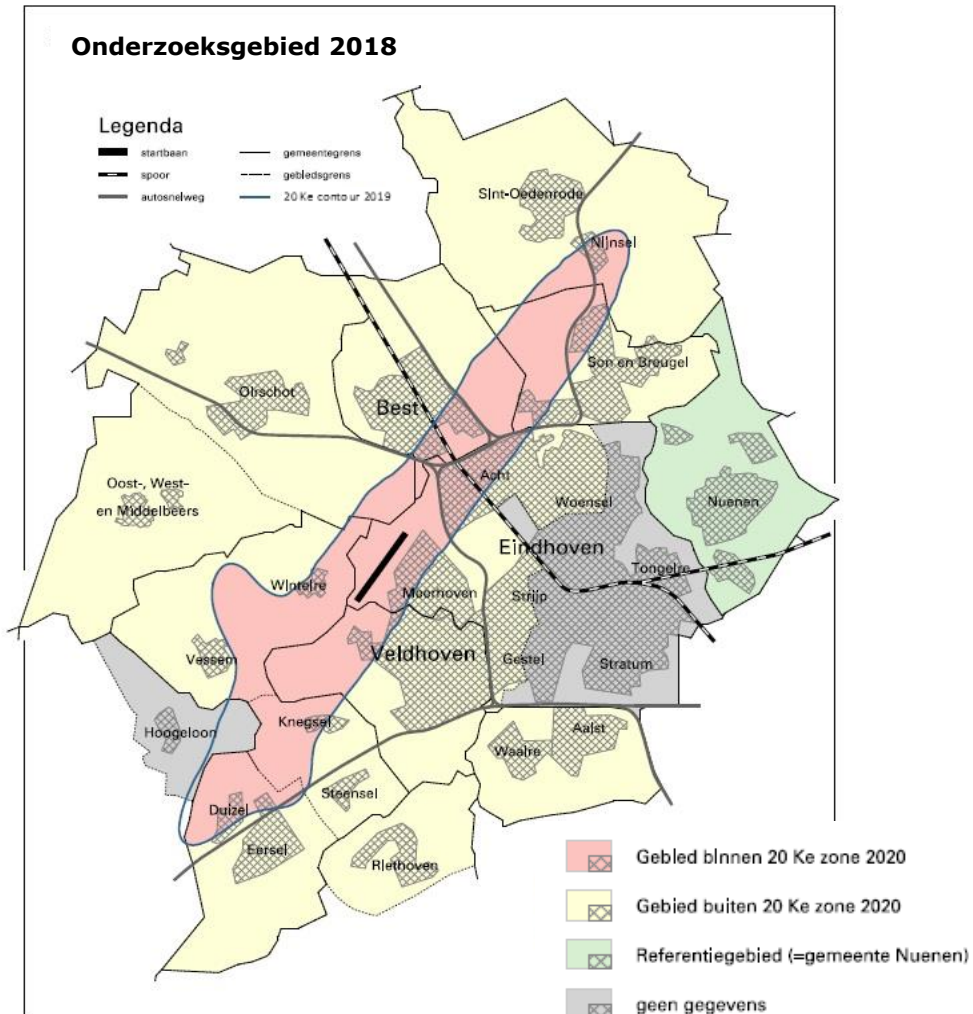 Onderzoeksgebied 2018
Legenda
startbaan
spoor
autosnelweg
gemeentegrens
gebiedsgrens
20 Ke contour 2019
Sint-Oedenrode
Nijnsel
Son en Breugel
Oirschot
Best
Acht
Woensel
Nuenen
Oost-, West-
en Middelbeers
Eindhoven
Tongelre
Wintelre
Meerhoven
Strijp
Vessem
Veldhoven
Gestel
Stratum
Hoogeloon
Knegsel
Aalst
Waalre
Steensel
Duizel
Eersel
Riethoven
Gebied binnen 20 Ke zone 2020
Gebied buiten 20 Ke zone 2020
Referentiegebied (=gemeente Nuenen)
geen gegevens